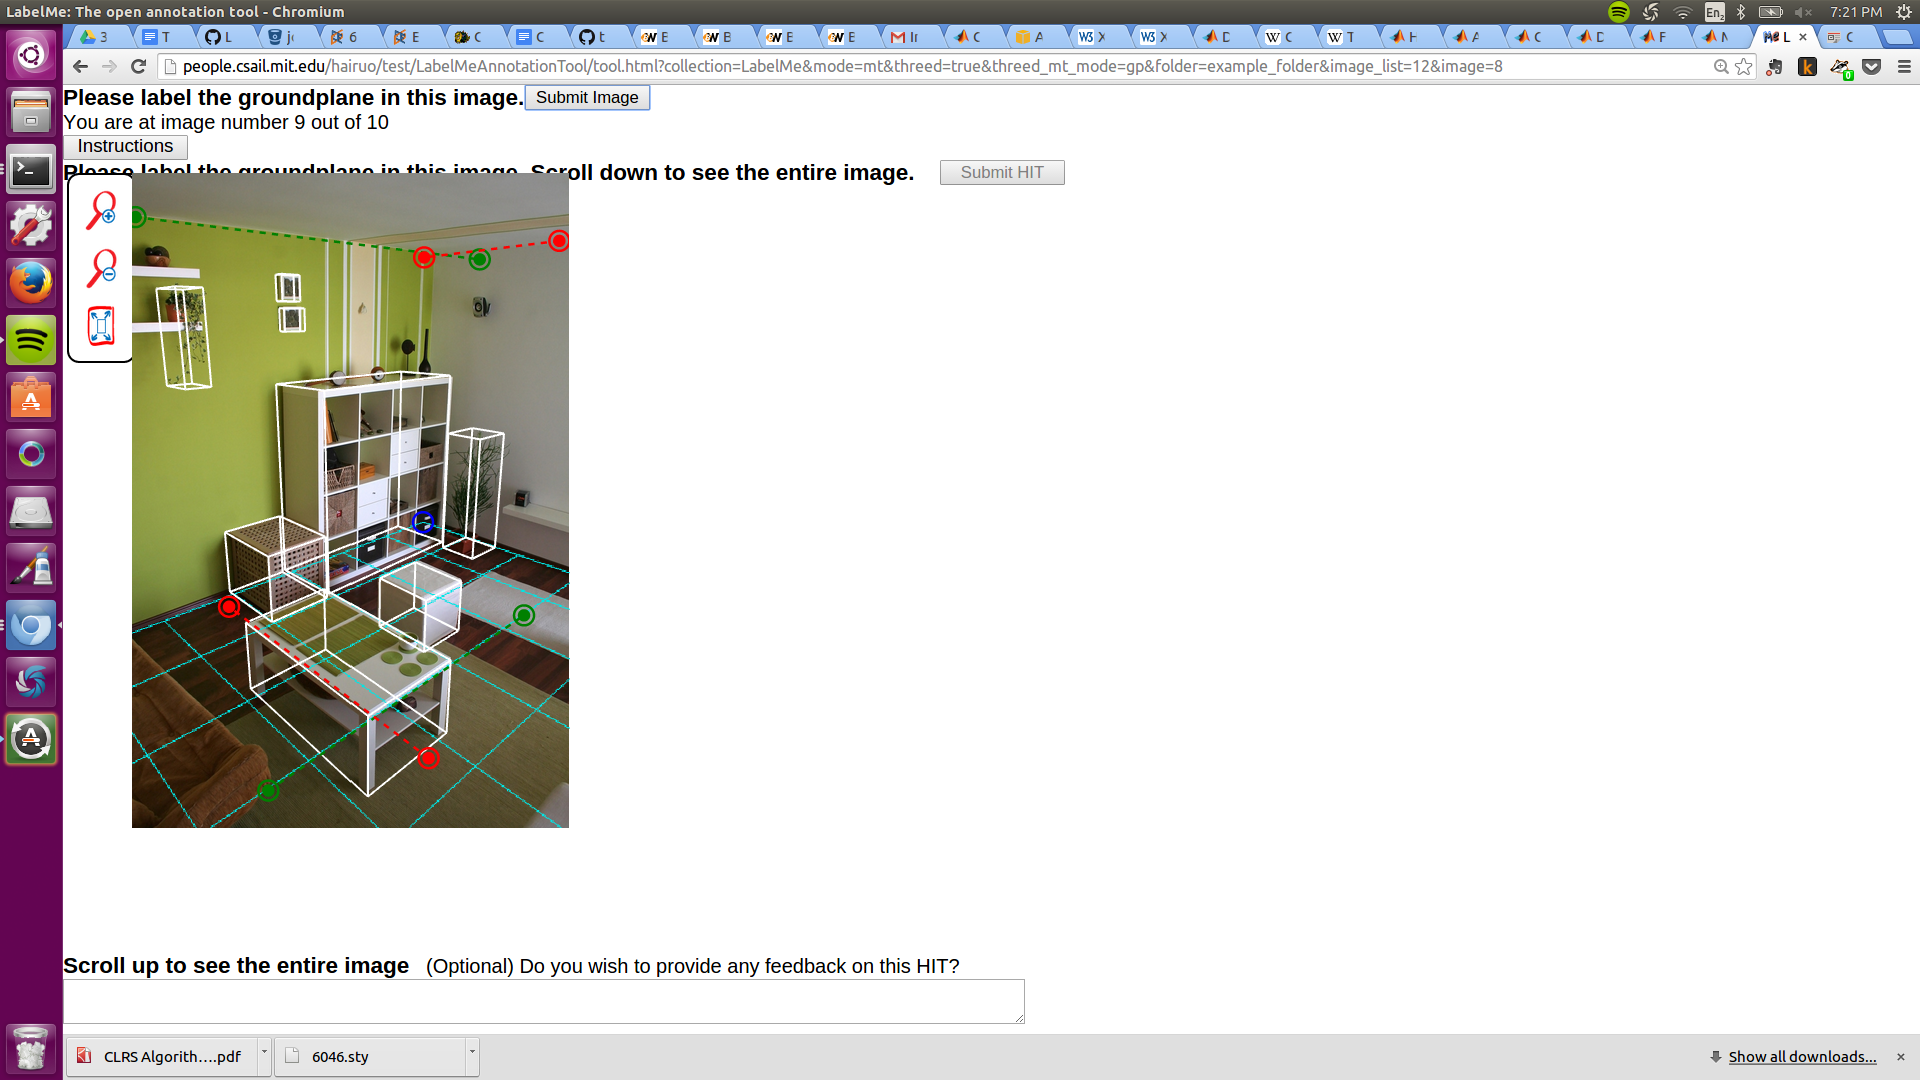 LabelMe: The open annotation tool - Chromium
En2
7:21 PM
3
T
L
6
E
C
C
t
E
B
E
E
C
A
X
X
D
C
T
H
A
C
D
F
L
C
people.csail.mit.edu/hairuo/test/LabelMeAnnotationTool/tool.html?collection=LabelMe&mode=mt&threed=true&threed_mt_mode=gp&folder=example_folder&image_list=12&image=8
Please label the groundplane in this image. Submit Image
You are at image number 9 out of 10
Instructions
Please label the groundplane in this image. Scroll down to see the entire image. Submit HIT
Scroll up to see the entire image (Optional) Do you wish to provide any feedback on this HIT?
CLRS Algorith....pdf 6046.sty Show all downloads...